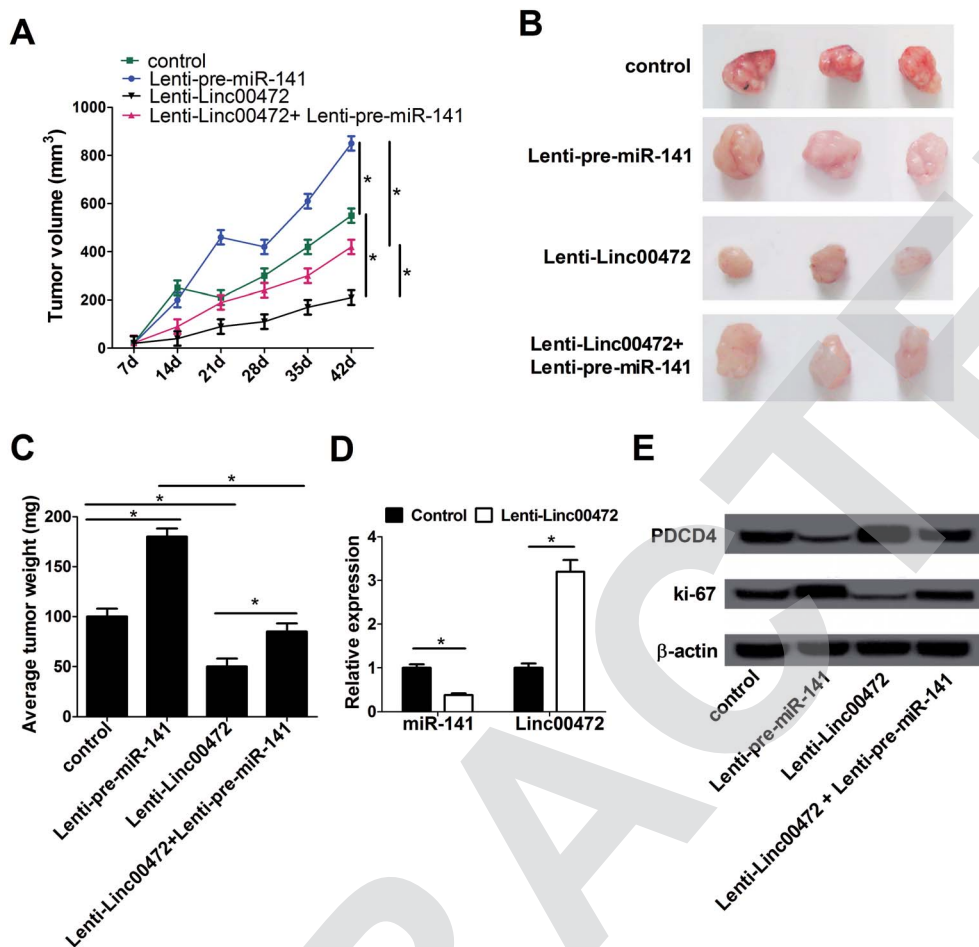 A
control
Lenti-pre-miR-141
Lenti-Linc00472
Lenti-Linc00472+ Lenti-pre-miR-141
Tumor volume (mm³)
1000
800
600
400
200
0
7d 14d 21d 28d 35d 42d
*
*
*
*
B
control
Lenti-pre-miR-141
Lenti-Linc00472
Lenti-Linc00472+
Lenti-pre-miR-141
C
Average tumor weight (mg)
200
150
100
50
0
*
*
*
*
control
Lenti-pre-miR-141
Lenti-Linc00472
Lenti-Linc00472+Lenti-pre-miR-141
D
Control Lenti-Linc00472
Relative expression
4
3
2
1
0
*
*
miR-141 Linc00472
E
PDCD4
ki-67
β-actin
control
Lenti-pre-miR-141
Lenti-Linc00472
Lenti-Linc00472 + Lenti-pre-miR-141